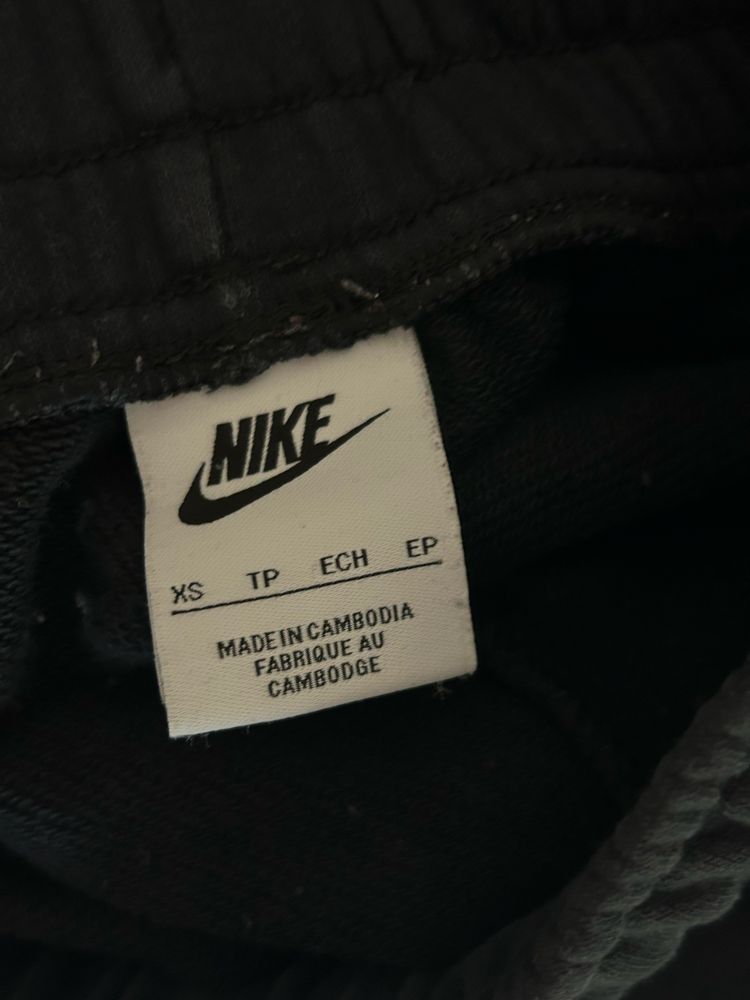 NIKE
XS TP ECH EP
MADE IN CAMBODIA
FABRIQUE AU
CAMBODGE